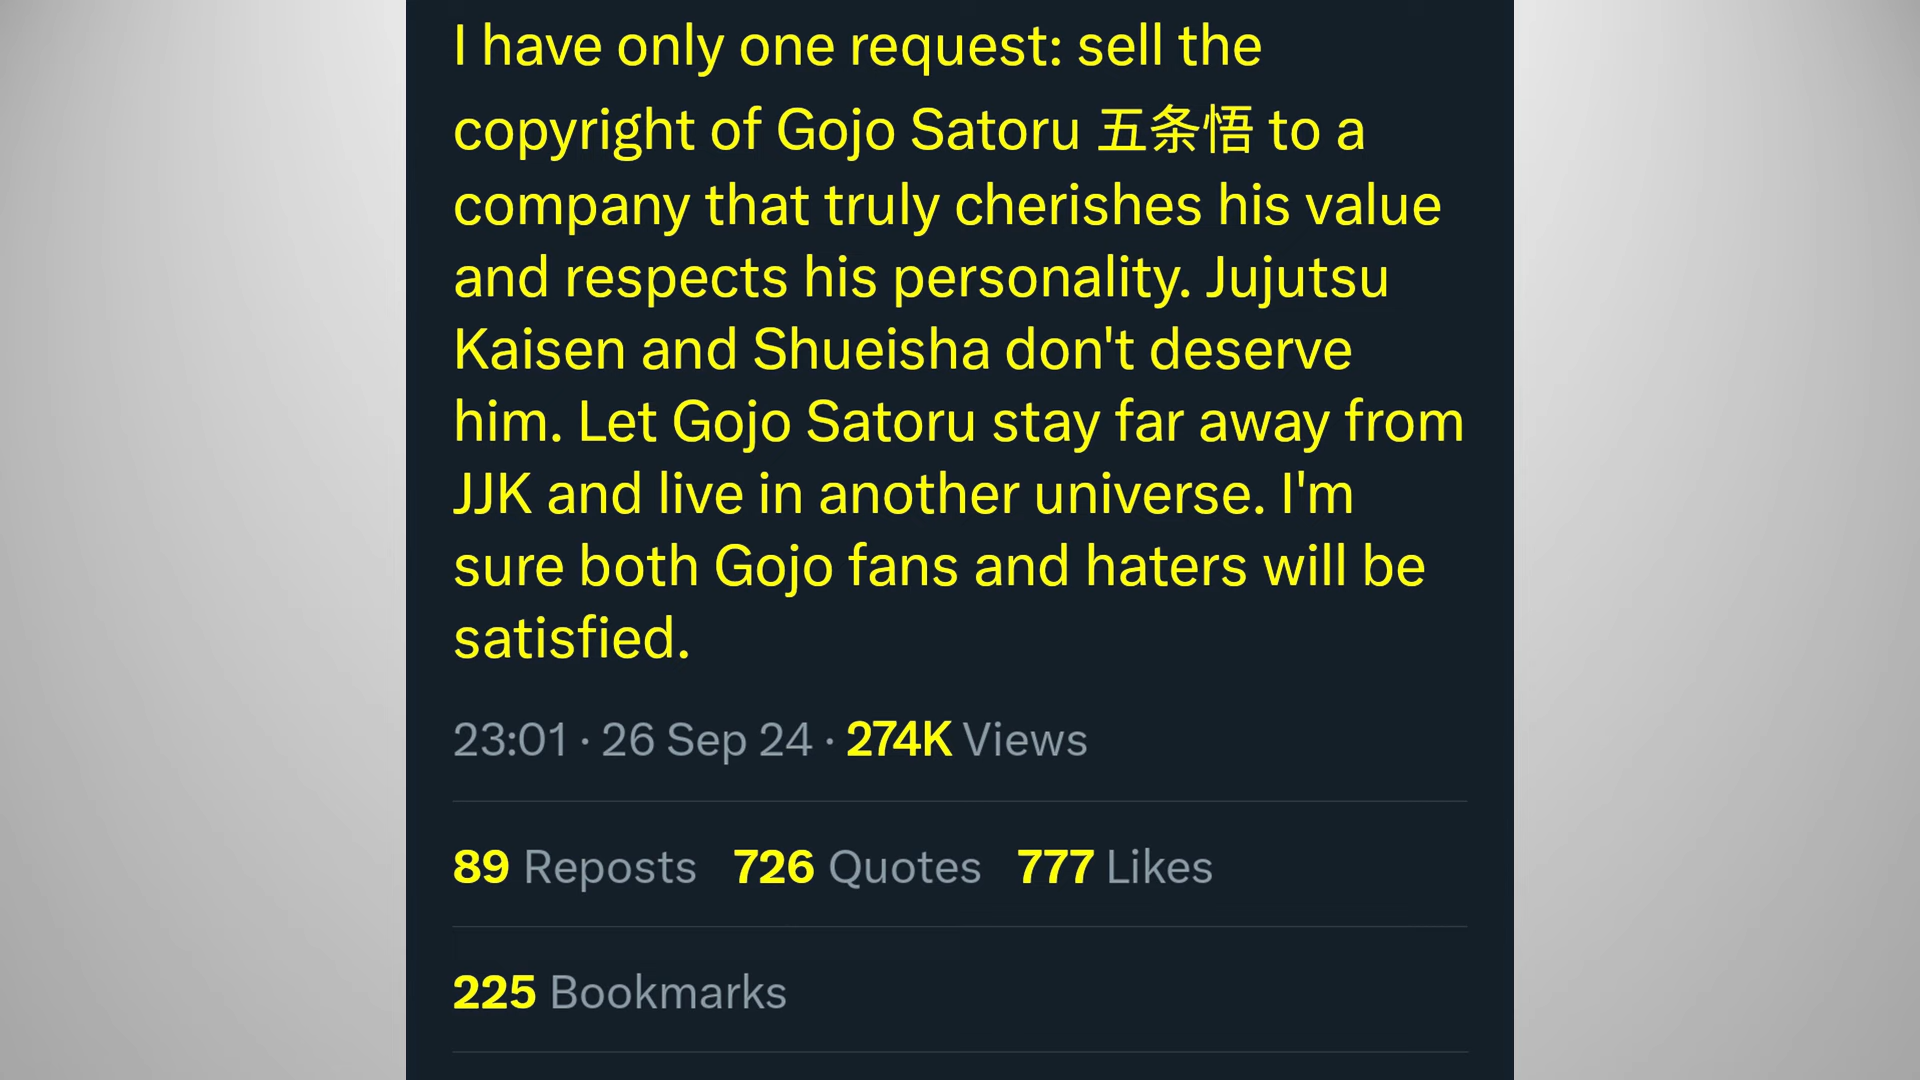 I have only one request: sell the
copyright of Gojo Satoru 五条悟 to a
company that truly cherishes his value
and respects his personality. Jujutsu
Kaisen and Shueisha don't deserve
him. Let Gojo Satoru stay far away from
JJK and live in another universe. I'm
sure both Gojo fans and haters will be
satisfied.
23:01 · 26 Sep 24 · 274K Views
89 Reposts 726 Quotes 777 Likes
225 Bookmarks